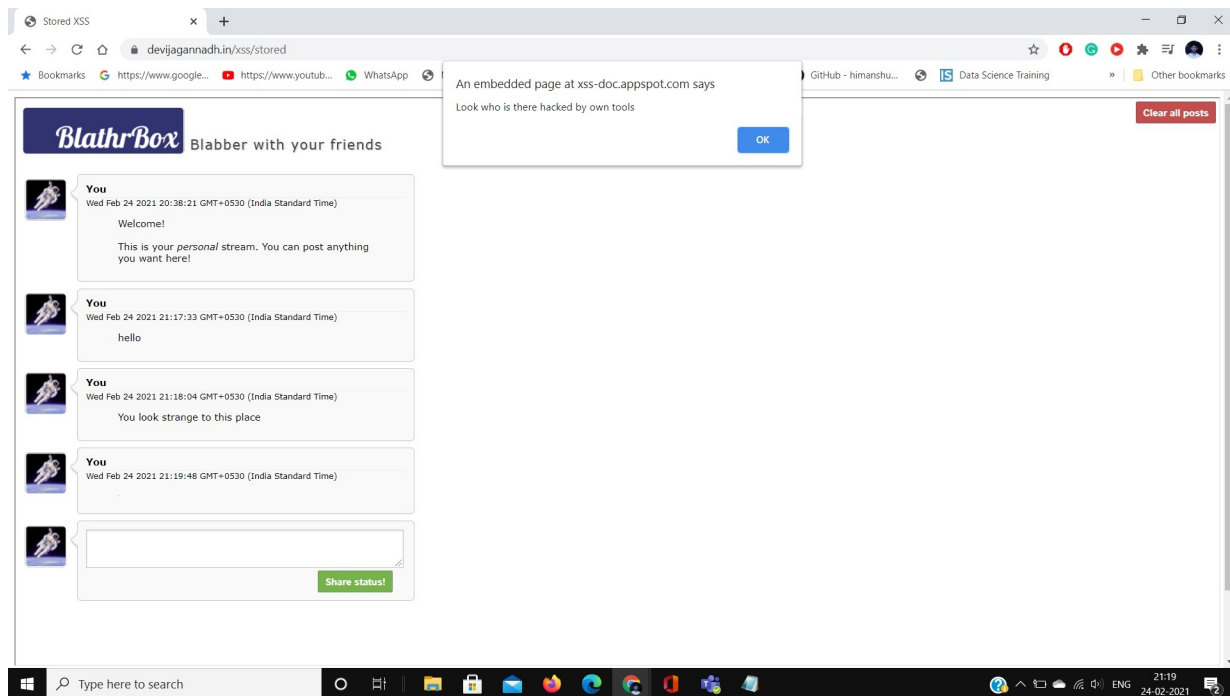 Stored XSS
devijagannadh.in/xss/stored
Bookmarks https://www.google... https://www.youtub... WhatsApp GitHub - himanshu... Data Science Training » Other bookmarks
An embedded page at xss-doc.appspot.com says
Look who is there hacked by own tools
OK
Clear all posts
BlathrBox Blabber with your friends
You
Wed Feb 24 2021 20:38:21 GMT+0530 (India Standard Time)
Welcome!
This is your personal stream. You can post anything
you want here!
You
Wed Feb 24 2021 21:17:33 GMT+0530 (India Standard Time)
hello
You
Wed Feb 24 2021 21:18:04 GMT+0530 (India Standard Time)
You look strange to this place
You
Wed Feb 24 2021 21:19:48 GMT+0530 (India Standard Time)
Share status!
Type here to search
ENG
21:19
24-02-2021